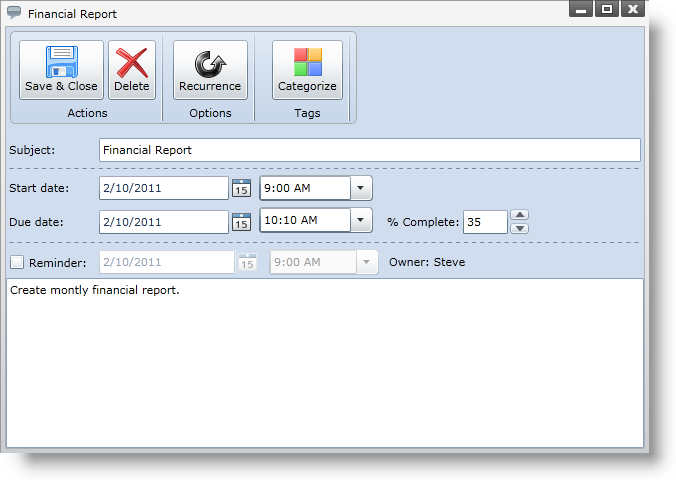 Financial Report
Save & Close Delete Recurrence Categorize
Actions Options Tags
Subject: Financial Report
Start date: 2/10/2011 15 9:00 AM
Due date: 2/10/2011 15 10:10 AM % Complete: 35
Reminder: 2/10/2011 15 9:00 AM Owner: Steve
Create montly financial report.